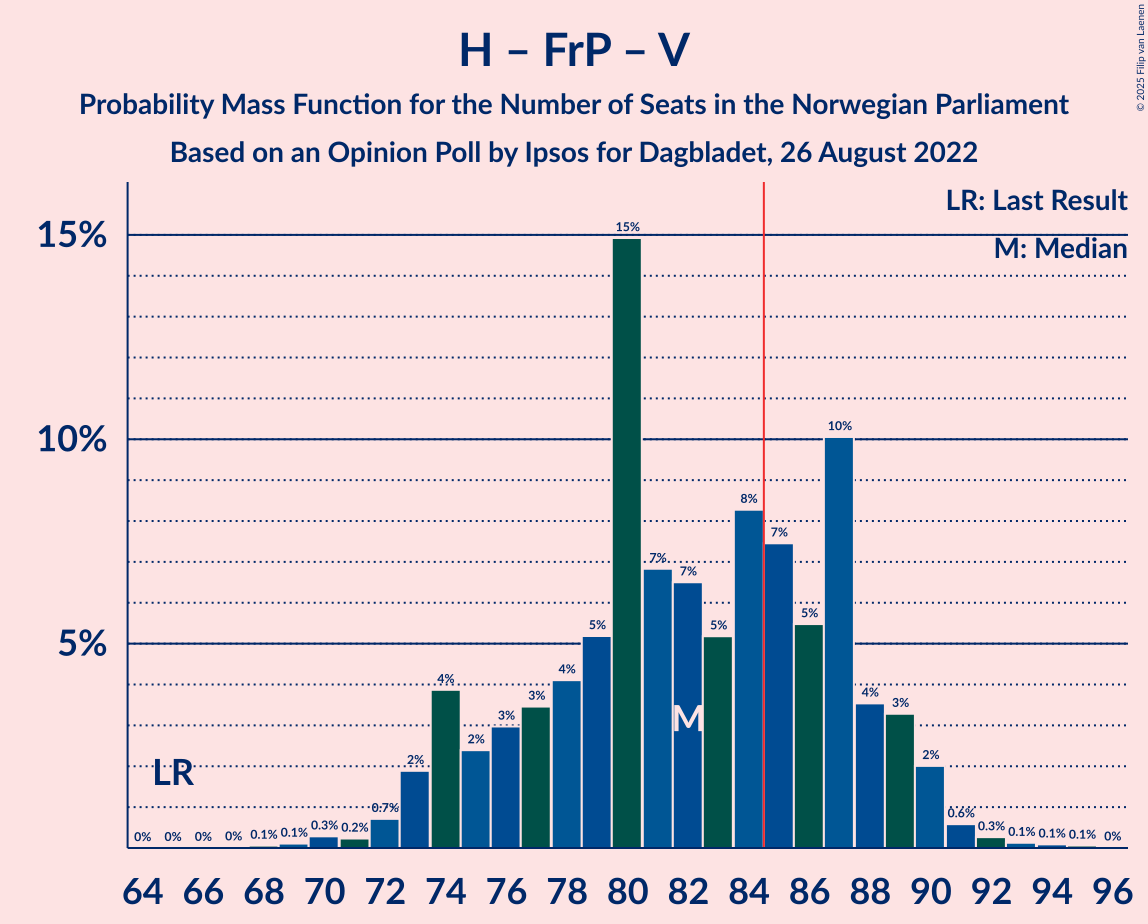 H – FrP – V
Probability Mass Function for the Number of Seats in the Norwegian Parliament
Based on an Opinion Poll by Ipsos for Dagbladet, 26 August 2022
© 2025 Filip van Laenen
LR: Last Result
M: Median
15%
10%
5%
0% 0% 0% 0% 0.1% 0.1% 0.3% 0.2% 0.7% 2% 4% 2% 3% 3% 4% 5% 15% 7% 7% 5% 8% 7% 5% 10% 4% 3% 2% 0.6% 0.3% 0.1% 0.1% 0.1% 0%
LR
M
64 66 68 70 72 74 76 78 80 82 84 86 88 90 92 94 96